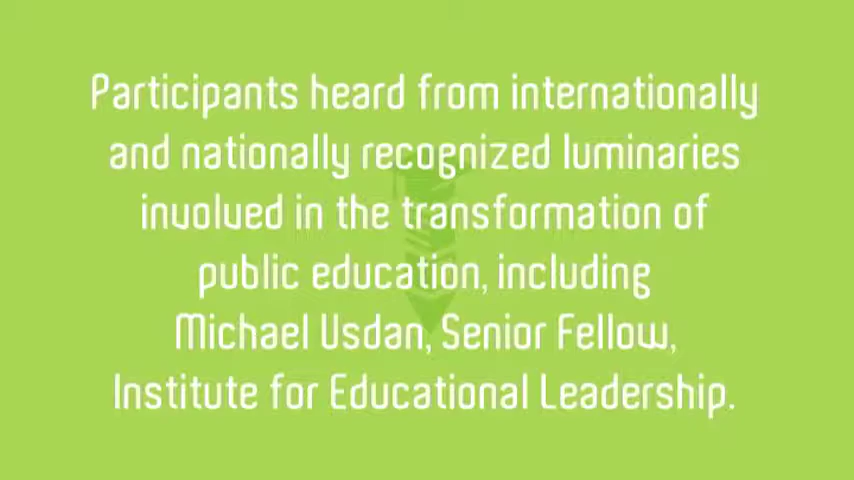 Participants heard from internationally
and nationally recognized luminaries
involved in the transformation of
public education, including
Michael Usdan, Senior Fellow,
Institute for Educational Leadership.